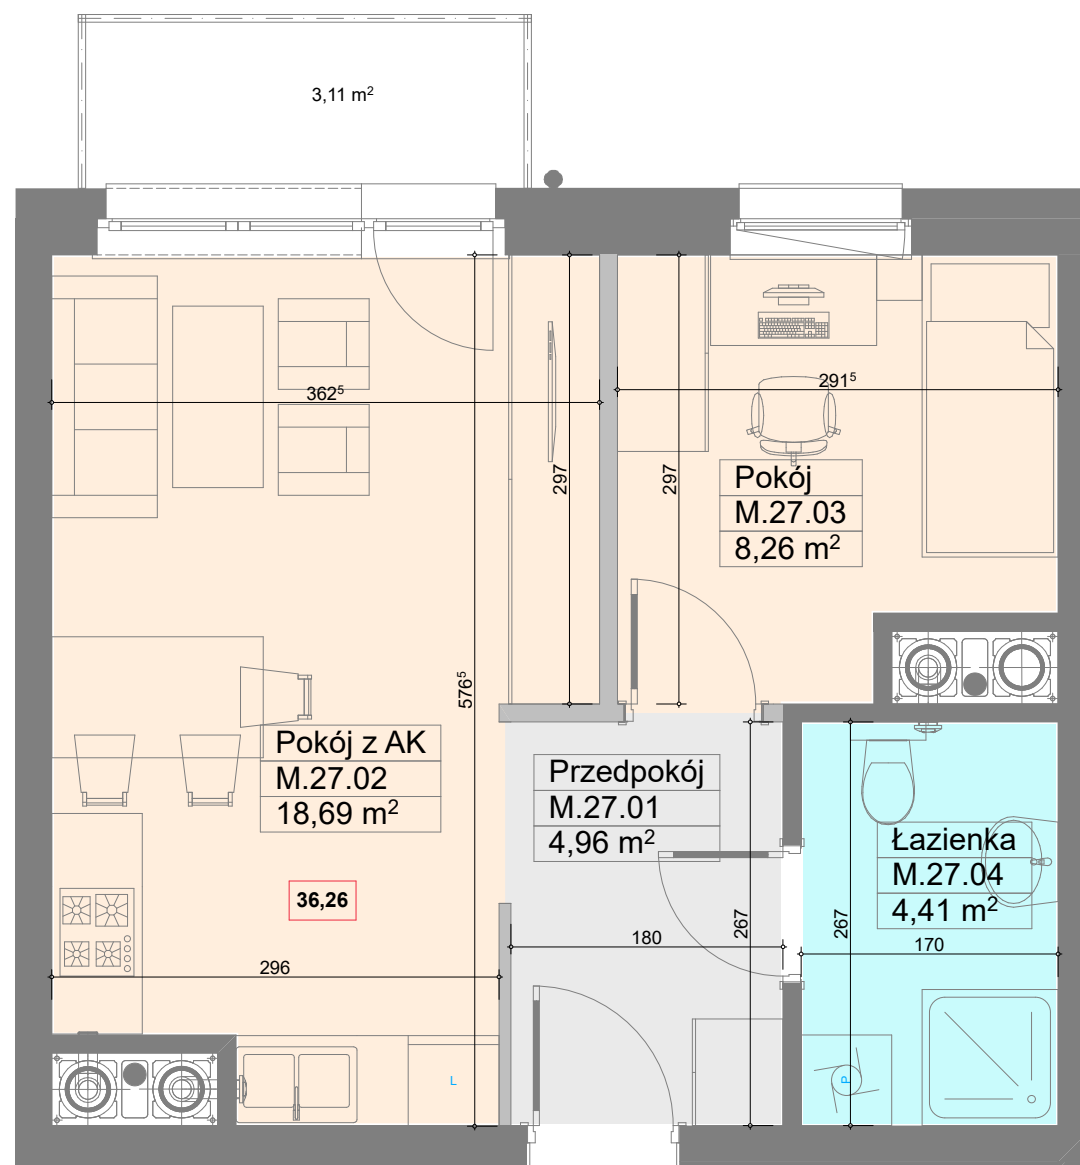 3,11 m²
362⁵
291⁵
297
297
Pokój
M.27.03
8,26 m²
576⁵
Pokój z AK
M.27.02
18,69 m²
Przedpokój
M.27.01
4,96 m²
Łazienka
M.27.04
4,41 m²
36,26
296
180
267
267
170
L
P